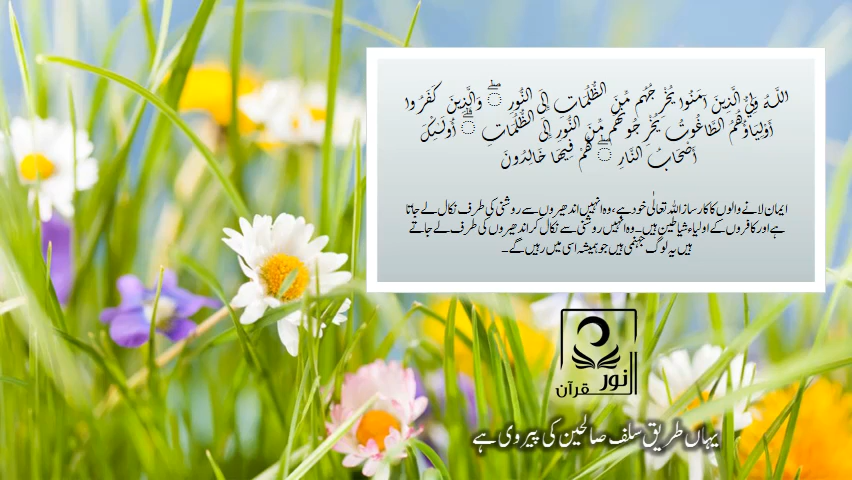 اللَّهُ وَلِيُّ الَّذِينَ آمَنُوا يُخْرِجُهُم مِّنَ الظُّلُمَاتِ إِلَى النُّورِ ۖ وَالَّذِينَ كَفَرُوا
أَوْلِيَاؤُهُمُ الطَّاغُوتُ يُخْرِجُونَهُم مِّنَ النُّورِ إِلَى الظُّلُمَاتِ ۗ أُولَـٰئِكَ
أَصْحَابُ النَّارِ ۖ هُمْ فِيهَا خَالِدُونَ
ایمان لانے والوں کا کارساز اللہ تعالٰی خود ہے، وہ انہیں اندھیروں سے روشنی کی طرف نکال لے جاتا
ہے اور کافروں کے اولیاء شیاطین ہیں۔ وہ انہیں روشنی سے نکال کر اندھیروں کی طرف لے جاتے
ہیں یہ لوگ جہنمی ہیں جو ہمیشہ اسی میں رہیں گے۔
نور
قرآن
یہاں طریق سلف صالحین کی پیروی ہے